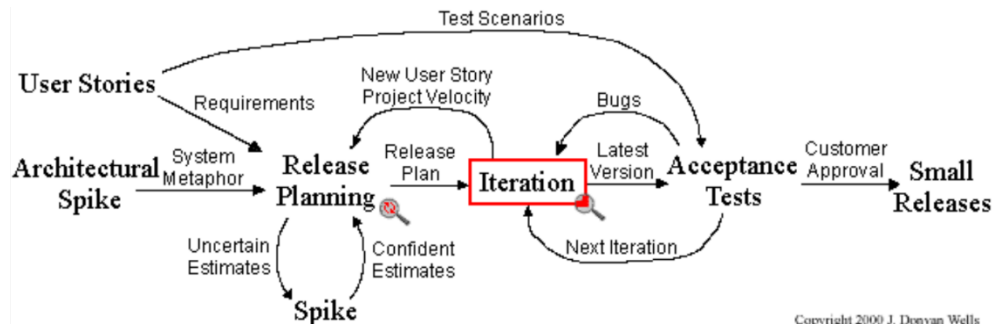 Test Scenarios
User Stories
New User Story
Project Velocity
Requirements
Bugs
Architectural
Spike
System
Metaphor
Release
Planning
Release
Plan
Iteration
Latest
Version
Acceptance
Tests
Customer
Approval
Small
Releases
Uncertain
Estimates
Confident
Estimates
Next Iteration
Spike
Copyright 2000 J. Donvan Wells